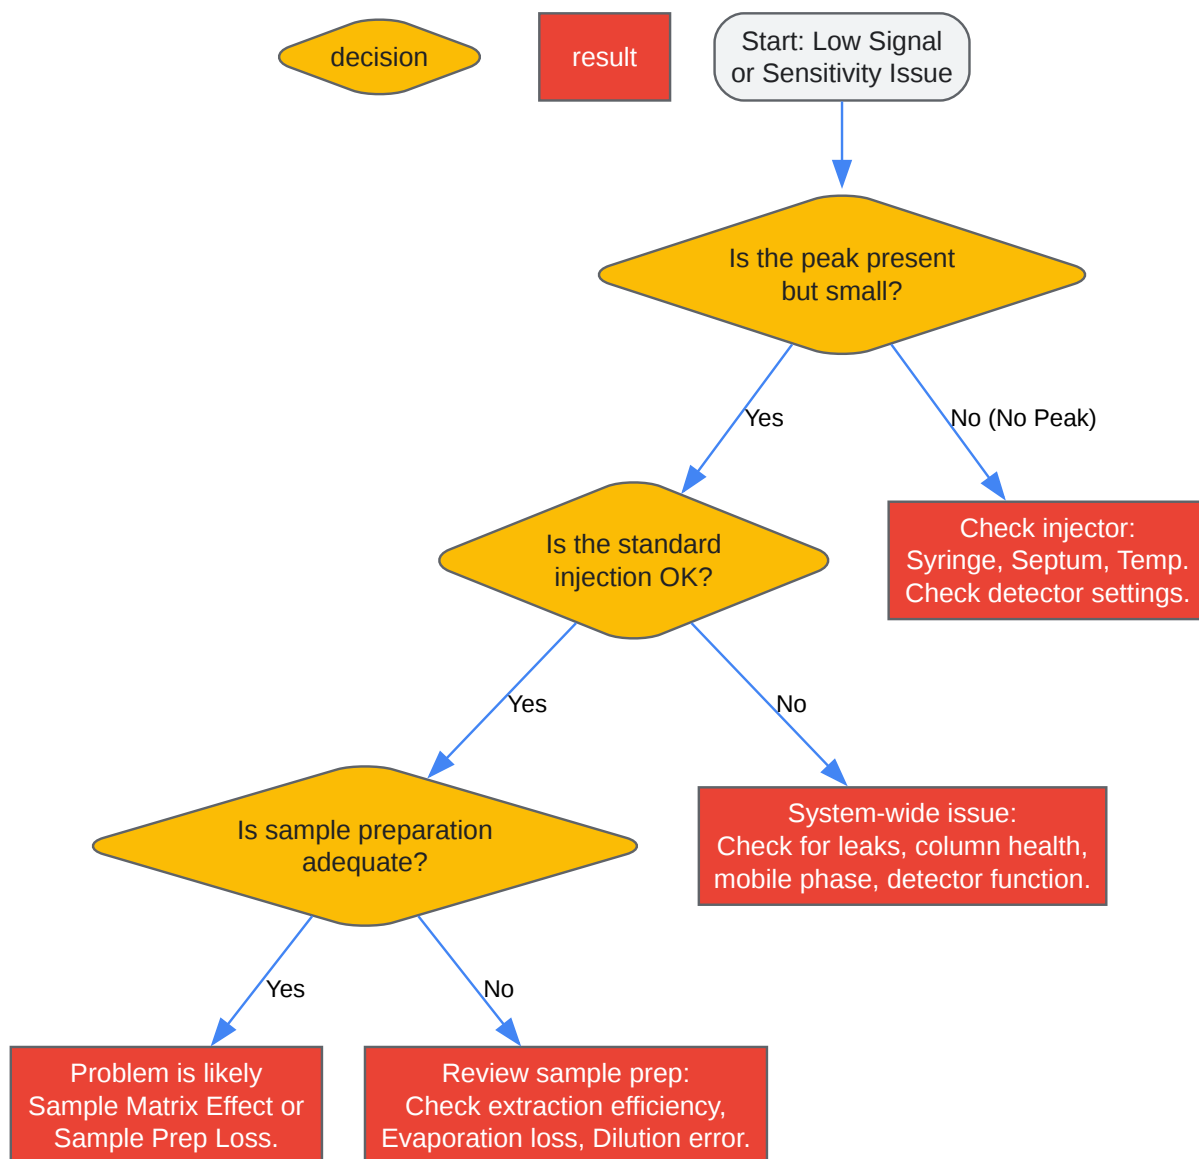 decision
result
Start: Low Signal
or Sensitivity Issue
Is the peak present
but small?
Yes
No (No Peak)
Is the standard
injection OK?
Check injector:
Syringe, Septum, Temp.
Check detector settings.
Yes
No
Is sample preparation
adequate?
System-wide issue:
Check for leaks, column health,
mobile phase, detector function.
Yes
No
Problem is likely
Sample Matrix Effect or
Sample Prep Loss.
Review sample prep:
Check extraction efficiency,
Evaporation loss, Dilution error.